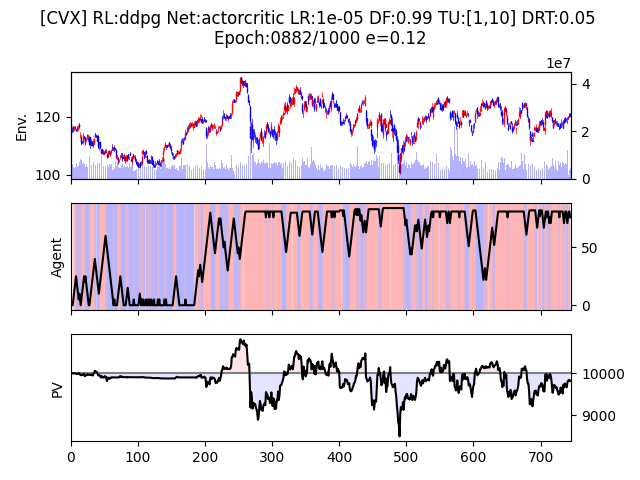 [CVX] RL:ddpg Net:actorcritic LR:1e-05 DF:0.99 TU:[1,10] DRT:0.05
Epoch:0882/1000 e=0.12
1e7
Env.
120
100
4
2
0
Agent
50
0
PV
10000
9000
0 100 200 300 400 500 600 700